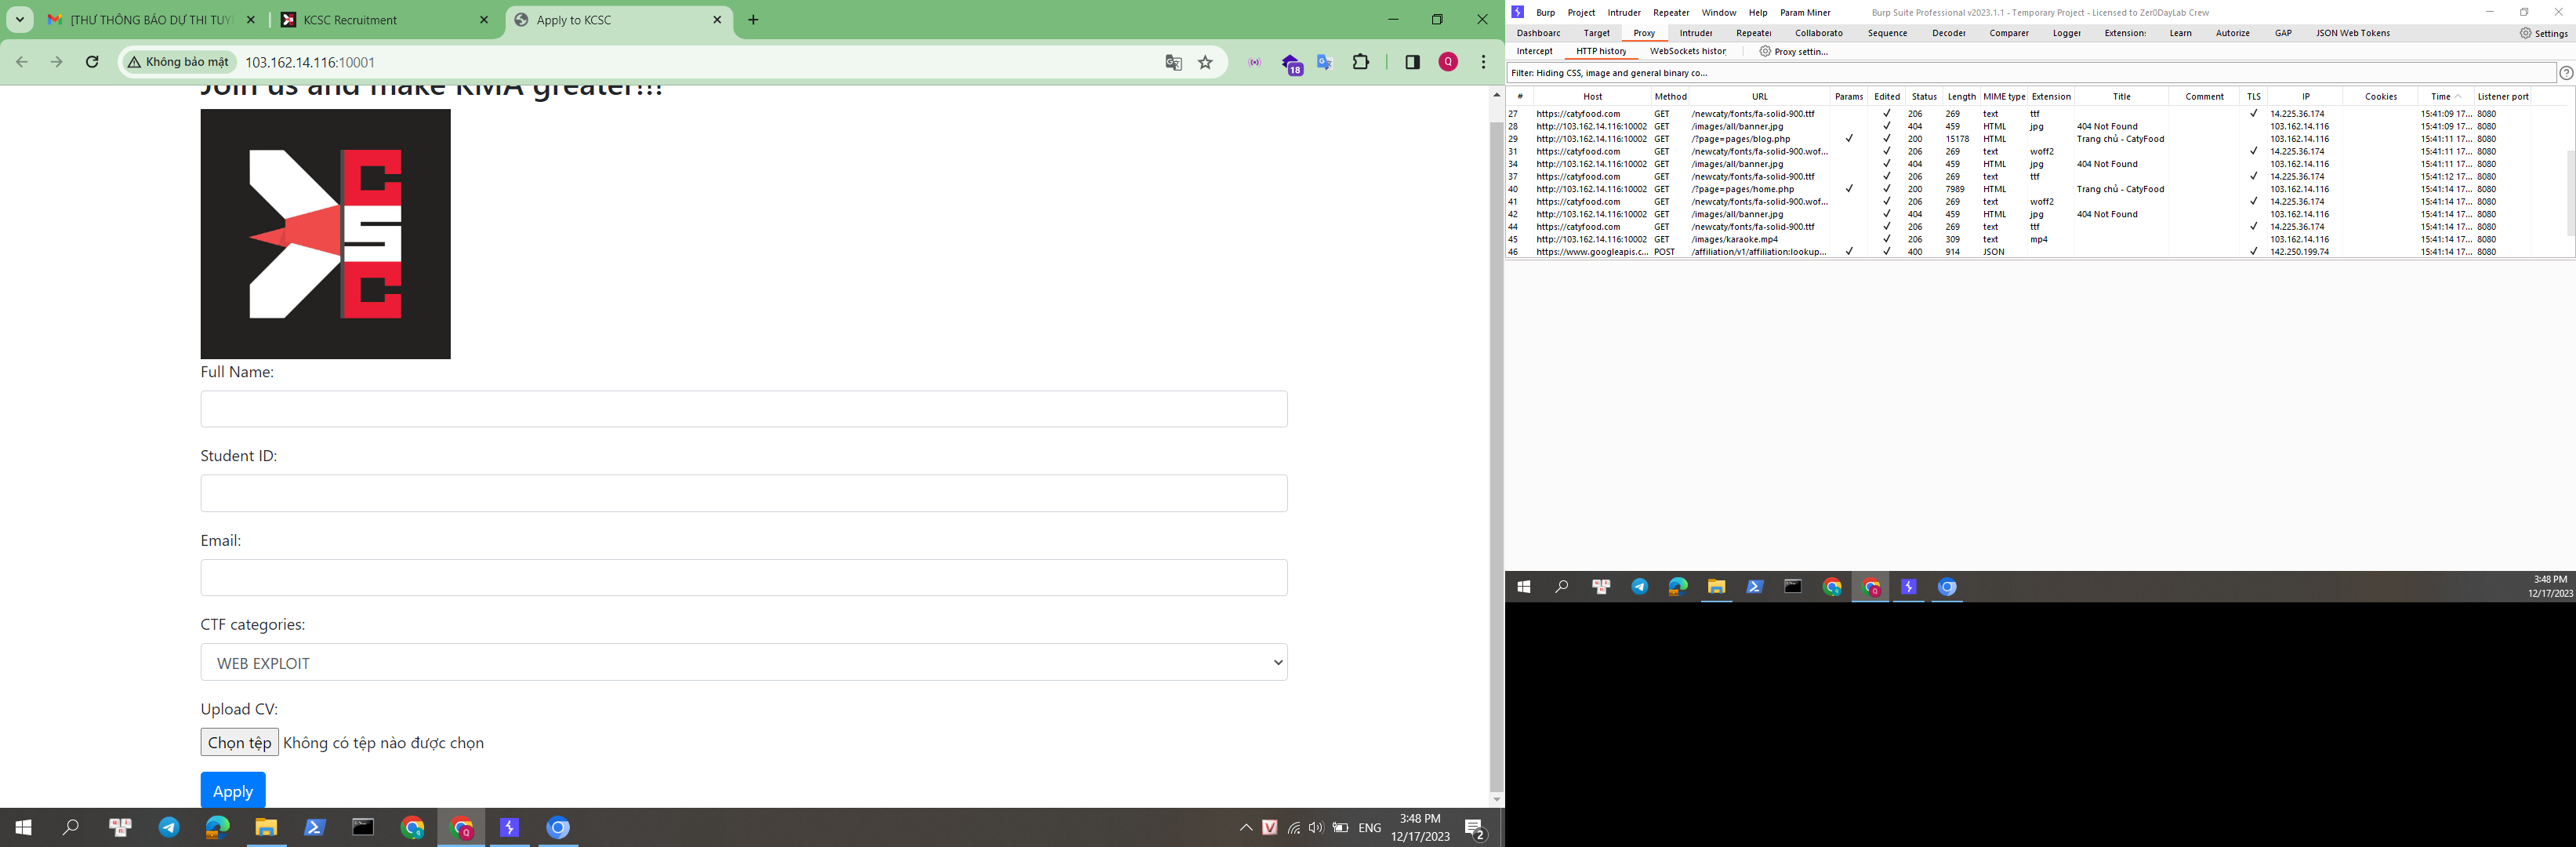 [THƯ THÔNG BÁO DỰ THI TUY
KCSC Recruitment
Apply to KCSC
Không bảo mật
103.162.14.116:10001
18
Q
Join us and make KMA greater!!!
KCSC
Full Name:
Student ID:
Email:
CTF categories:
WEB EXPLOIT
Upload CV:
Chọn tệp Không có tệp nào được chọn
Apply
ENG
3:48 PM
12/17/2023
2
Burp Project Intruder Repeater Window Help Param Miner
Burp Suite Professional v2023.1.1 - Temporary Project - Licensed to Zer0DayLab Crew
Dashboarc Target Proxy Intruder Repeater Collaborato Sequence Decoder Comparer Logger Extensions Learn Autorize GAP JSON Web Tokens Settings
Intercept HTTP history WebSockets histor Proxy settin...
Filter: Hiding CSS, image and general binary co...
# Host Method URL Params Edited Status Length MIME type Extension Title Comment TLS IP Cookies Time Listener port
27 https://catyfood.com GET /newcaty/fonts/fa-solid-900.ttf ✓ 206 269 text ttf ✓ 14.225.36.174 15:41:09 17... 8080
28 http://103.162.14.116:10002 GET /images/all/banner.jpg ✓ 404 459 HTML jpg 404 Not Found 103.162.14.116 15:41:09 17... 8080
29 http://103.162.14.116:10002 GET /?page=pages/blog.php ✓ ✓ 200 15178 HTML Trang chủ - CatyFood 103.162.14.116 15:41:11 17... 8080
31 https://catyfood.com GET /newcaty/fonts/fa-solid-900.wof... ✓ 206 269 text woff2 ✓ 14.225.36.174 15:41:11 17... 8080
34 http://103.162.14.116:10002 GET /images/all/banner.jpg ✓ 404 459 HTML jpg 404 Not Found 103.162.14.116 15:41:11 17... 8080
37 https://catyfood.com GET /newcaty/fonts/fa-solid-900.ttf ✓ 206 269 text ttf ✓ 14.225.36.174 15:41:12 17... 8080
40 http://103.162.14.116:10002 GET /?page=pages/home.php ✓ ✓ 200 7989 HTML Trang chủ - CatyFood 103.162.14.116 15:41:14 17... 8080
41 https://catyfood.com GET /newcaty/fonts/fa-solid-900.wof... ✓ 206 269 text woff2 ✓ 14.225.36.174 15:41:14 17... 8080
42 http://103.162.14.116:10002 GET /images/all/banner.jpg ✓ 404 459 HTML jpg 404 Not Found 103.162.14.116 15:41:14 17... 8080
44 https://catyfood.com GET /newcaty/fonts/fa-solid-900.ttf ✓ 206 269 text ttf ✓ 14.225.36.174 15:41:14 17... 8080
45 http://103.162.14.116:10002 GET /images/karaoke.mp4 ✓ 206 309 text mp4 103.162.14.116 15:41:14 17... 8080
46 https://www.googleapis.c... POST /affiliation/v1/affiliation:lookup... ✓ ✓ 400 914 JSON ✓ 142.250.199.74 15:41:14 17... 8080
3:48 PM
12/17/2023